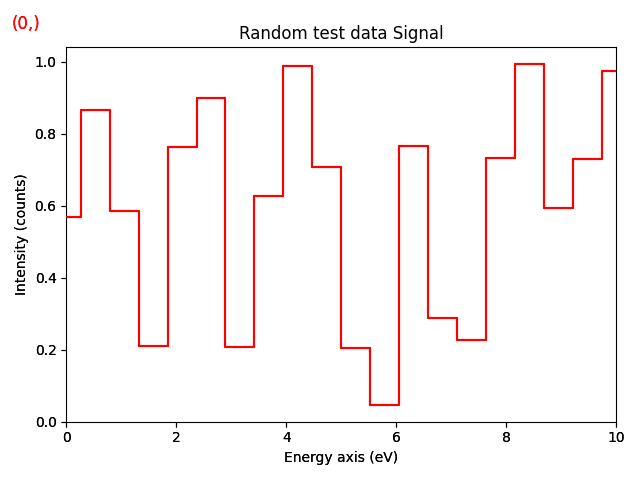 (0,)
Random test data Signal
1.0
0.8
0.6
0.4
0.2
0.0
Intensity (counts)
0 2 4 6 8 10
Energy axis (eV)